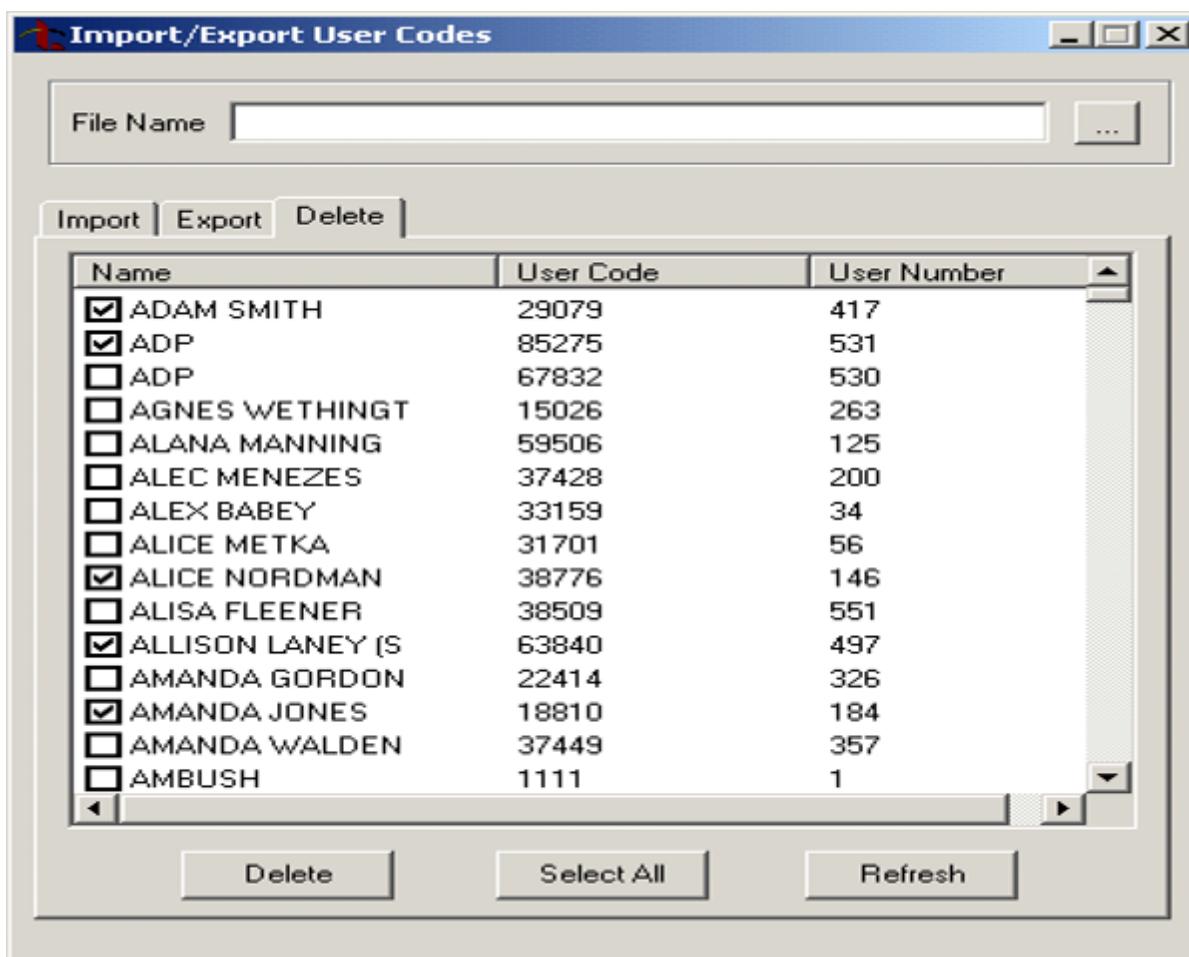 Import/Export User Codes
File Name ...
Import Export Delete
Name User Code User Number
ADAM SMITH 29079 417
ADP 85275 531
ADP 67832 530
AGNES WETHINGT 15026 263
ALANA MANNING 59506 125
ALEC MENEZES 37428 200
ALEX BABEY 33159 34
ALICE METKA 31701 56
ALICE NORDMAN 38776 146
ALISA FLEENER 38509 551
ALLISON LANEY (S 63840 497
AMANDA GORDON 22414 326
AMANDA JONES 18810 184
AMANDA WALDEN 37449 357
AMBUSH 1111 1
Delete Select All Refresh